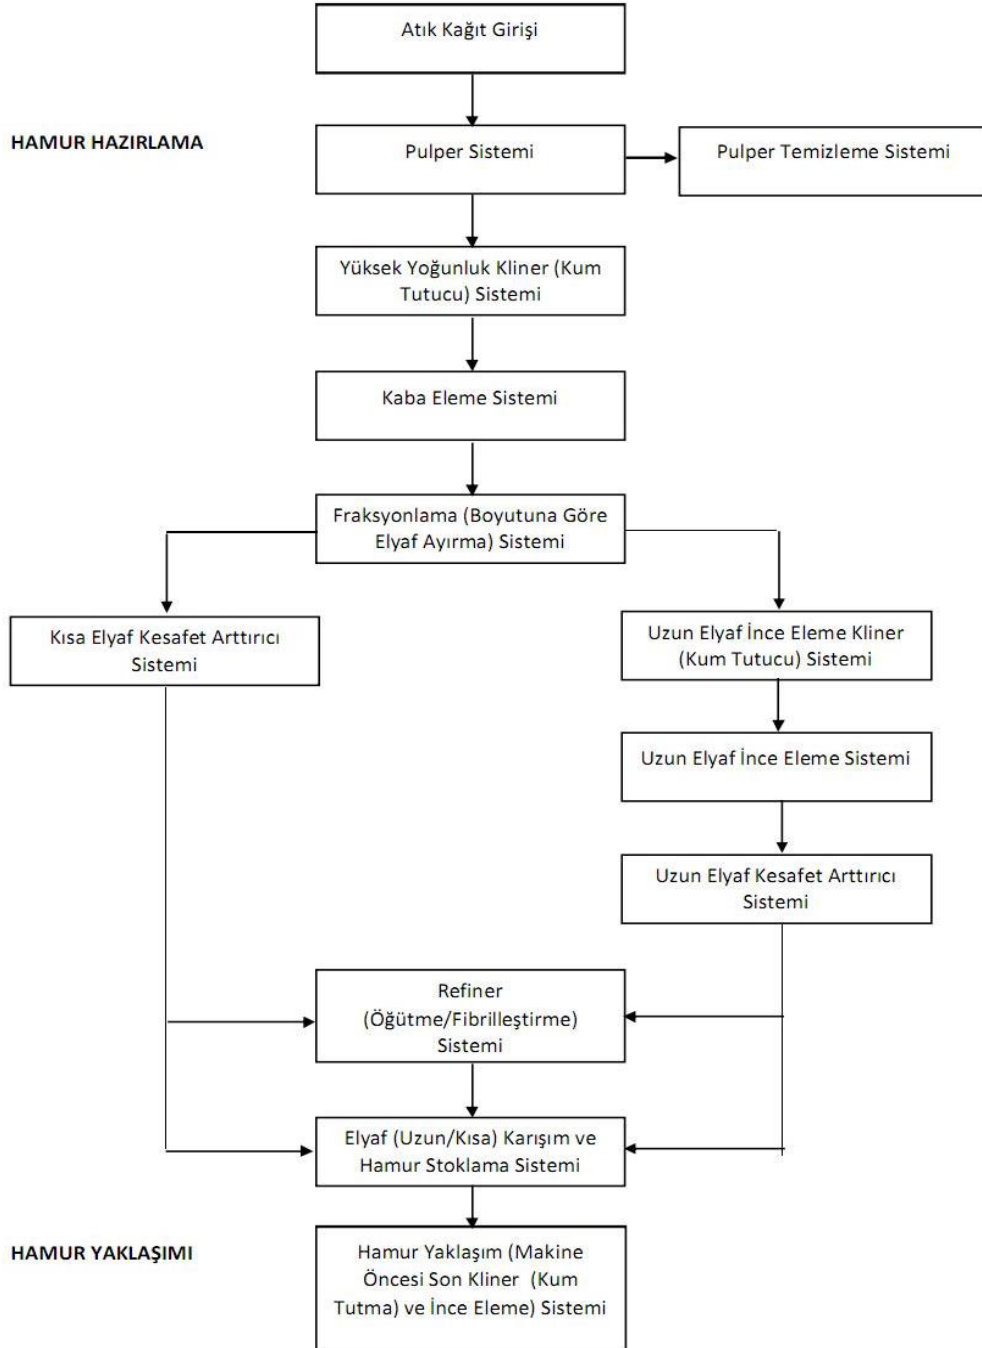 Atık Kağıt Girişi
HAMUR HAZIRLAMA
Pulper Sistemi
Pulper Temizleme Sistemi
Yüksek Yoğunluk Kliner (Kum
Tutucu) Sistemi
Kaba Eleme Sistemi
Fraksyonlama (Boyutuna Göre
Elyaf Ayırma) Sistemi
Kısa Elyaf Kesafet Arttırıcı
Sistemi
Uzun Elyaf İnce Eleme Kliner
(Kum Tutucu) Sistemi
Uzun Elyaf İnce Eleme Sistemi
Uzun Elyaf Kesafet Arttırıcı
Sistemi
Refiner
(Öğütme/Fibrilleştirme)
Sistemi
Elyaf (Uzun/Kısa) Karışım ve
Hamur Stoklama Sistemi
HAMUR YAKLAŞIMI
Hamur Yaklaşım (Makine
Öncesi Son Kliner (Kum
Tutma) ve İnce Eleme) Sistemi